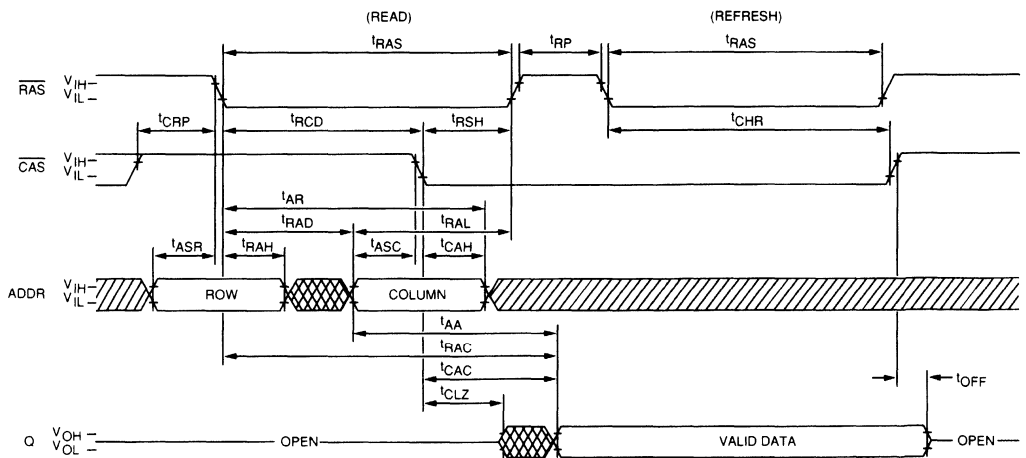 (READ) (REFRESH)
tRAS tRP tRAS
RAS VIH
VIL
tCRP tRCD tRSH tCHR
CAS VIH
VIL
tAR
tRAD tRAL
tASR tRAH tASC tCAH
ADDR VIH
VIL
ROW COLUMN
tAA
tRAC
tCAC
tCLZ tOFF
Q VOH
VOL
OPEN VALID DATA OPEN